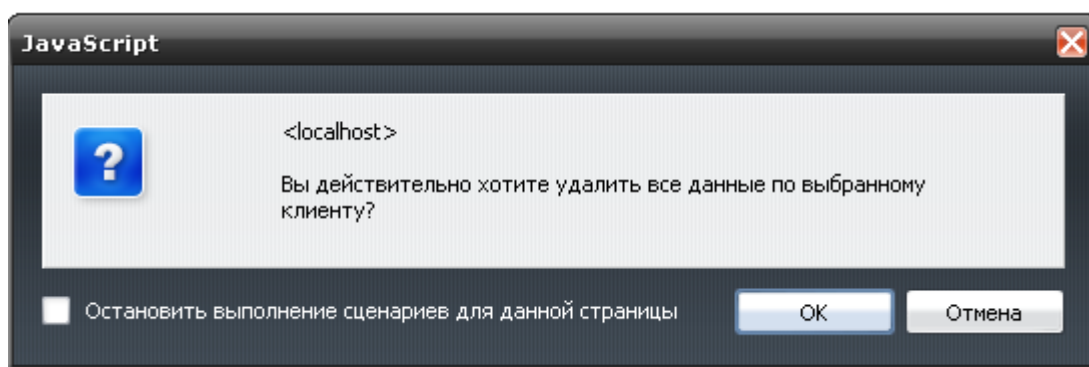 JavaScript
?
<localhost>
Вы действительно хотите удалить все данные по выбранному
клиенту?
Остановить выполнение сценариев для данной страницы
OK
Отмена